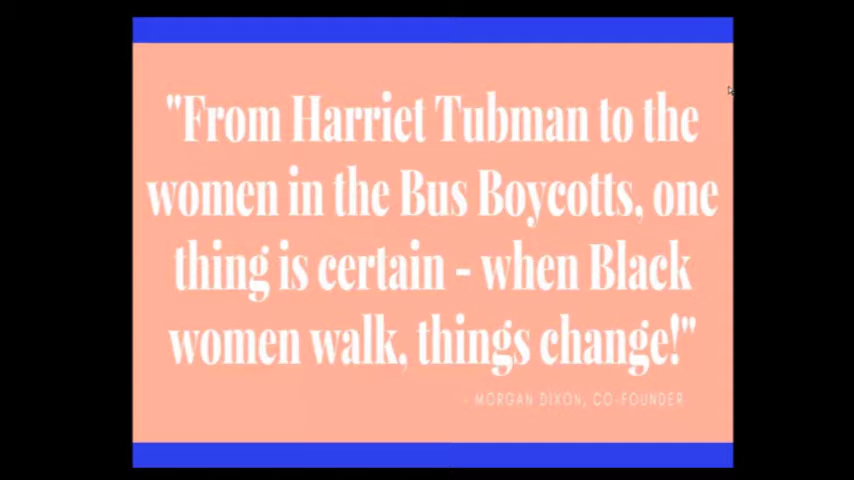 "From Harriet Tubman to the
women in the Bus Boycotts, one
thing is certain - when Black
women walk, things change!"
- MORGAN DIXON, CO-FOUNDER